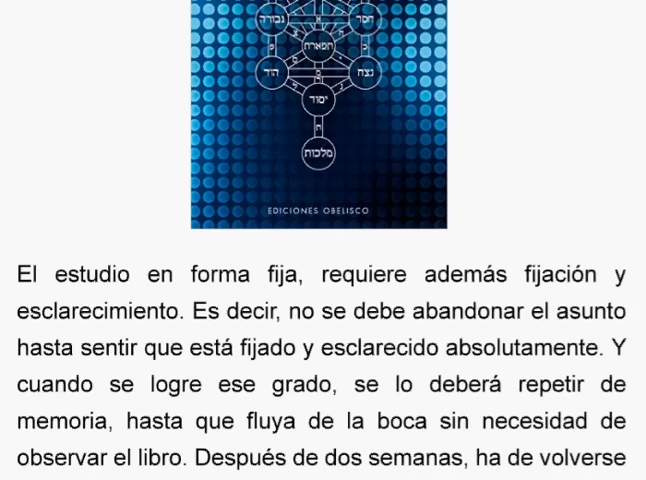 גבורה א חסד
תפארת
הוד נצח
יסוד
ת
מלכות
EDICIONES OBELISCO
El estudio en forma fija, requiere además fijación y
esclarecimiento. Es decir, no se debe abandonar el asunto
hasta sentir que está fijado y esclarecido absolutamente. Y
cuando se logre ese grado, se lo deberá repetir de
memoria, hasta que fluya de la boca sin necesidad de
observar el libro. Después de dos semanas, ha de volverse